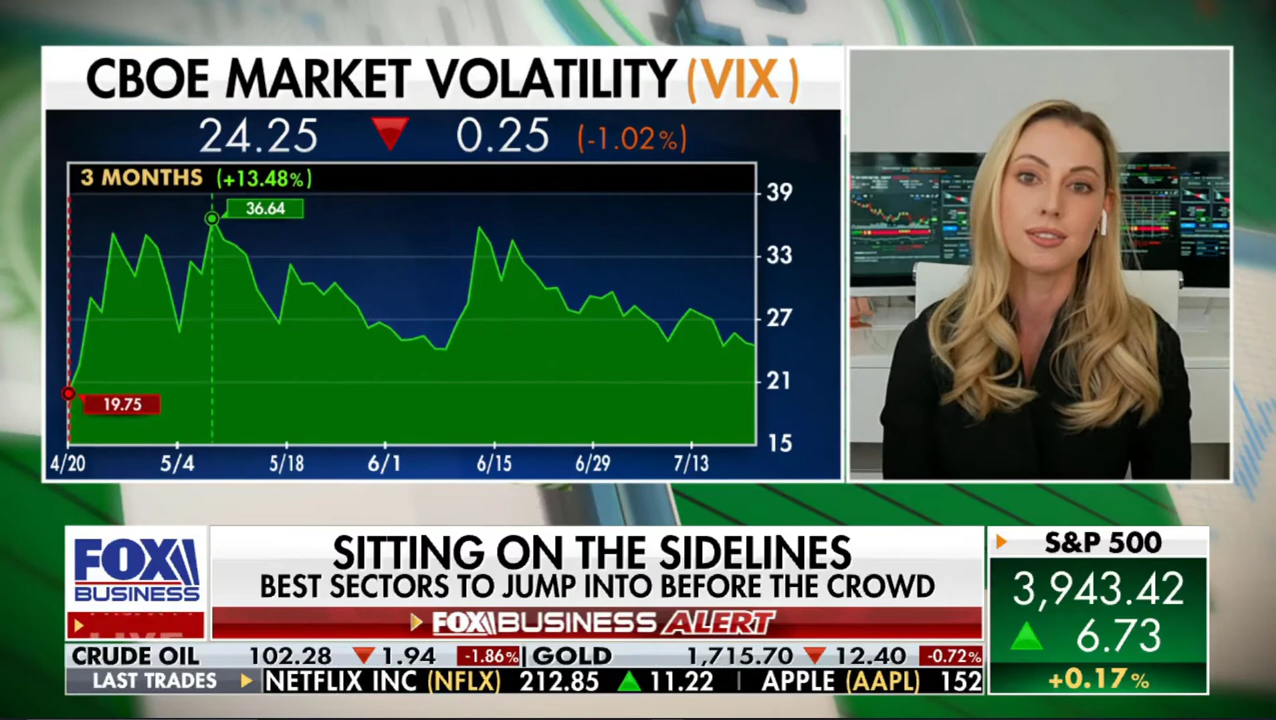 CBOE MARKET VOLATILITY (VIX)
24.25 ▼ 0.25 (-1.02%)
3 MONTHS (+13.48%)
36.64
19.75
39
33
27
21
15
4/20 5/4 5/18 6/1 6/15 6/29 7/13
FOX
BUSINESS
SITTING ON THE SIDELINES
BEST SECTORS TO JUMP INTO BEFORE THE CROWD
FOX BUSINESS ALERT
S&P 500
3,943.42
▲ 6.73
+0.17%
CRUDE OIL 102.28 ▼ 1.94 -1.86% | GOLD 1,715.70 ▼ 12.40 -0.72%
LAST TRADES NETFLIX INC (NFLX) 212.85 ▲ 11.22 | APPLE (AAPL) 152